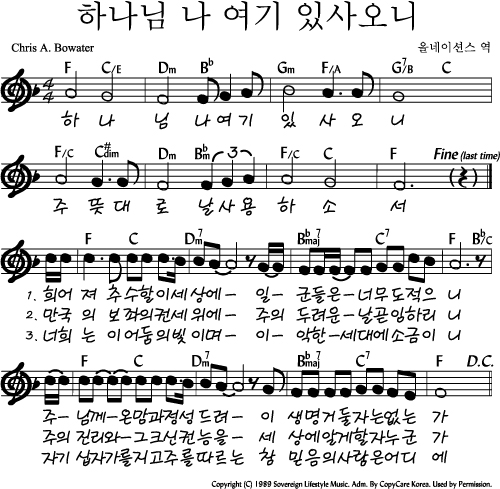 하나님 나 여기 있사오니
Chris A. Bowater 올네이션스 역
F C/E Dm Bb Gm F/A G7/B C
하 나 님 나 여 기 있 사 오 니
F/C C#dim Dm Bbm 3 F/C C F Fine (last time)
주 뜻 대 로 날 사 용 하 소 서
F C Dm7 Bbmaj7 C7 F Bb/C
1. 희어 져 추수할이세상에– 일– 군들은–너무도적으 니
2. 만국 의 보좌의권세위에– 주의 두려운–날곧임하리 니
3. 너희 는 이어둠의빛이며– 이– 악한–세대에소금이 니
F C Dm7 Bbmaj7 C7 F D.C.
주– 님께–온맘과정성드려– 이 생명거둘자는없는 가
주의 진리와–그크신권능을– 세 상에알게할자누군 가
자기 십자가를지고주를따르는 참 믿음의사람은어디 에
Copyright (C) 1989 Sovereign Lifestyle Music. Adm. By CopyCare Korea. Used by Permission.